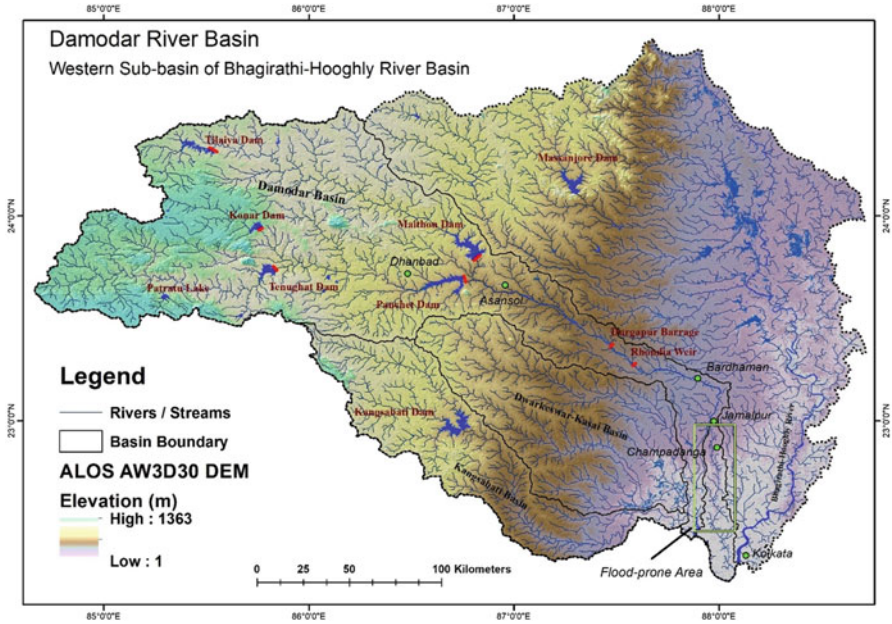 85°0'0"E 86°0'0"E 87°0'0"E 88°0'0"E
Damodar River Basin
Western Sub-basin of Bhagirathi-Hooghly River Basin
Tilaiya Dam
Massanjore Dam
Damodar Basin
24°0'0"N 24°0'0"N
Konar Dam
Maithon Dam
Dhanbad
Patratu Lake
Tenughat Dam
Panchet Dam
Asansol
Durgapur Barrage
Rhondia Weir
Bardhaman
Legend
Rivers / Streams
Basin Boundary
ALOS AW3D30 DEM
Elevation (m)
High : 1363
Low : 1
Kangsabati Dam
Dwarkeswar-Kasai Basin
Jamalpur
23°0'0"N 23°0'0"N
Champadanga
Bhagirathi-Hooghly River
Kangsabati Basin
Kolkata
Flood-prone Area
0 25 50 100 Kilometers
85°0'0"E 86°0'0"E 87°0'0"E 88°0'0"E